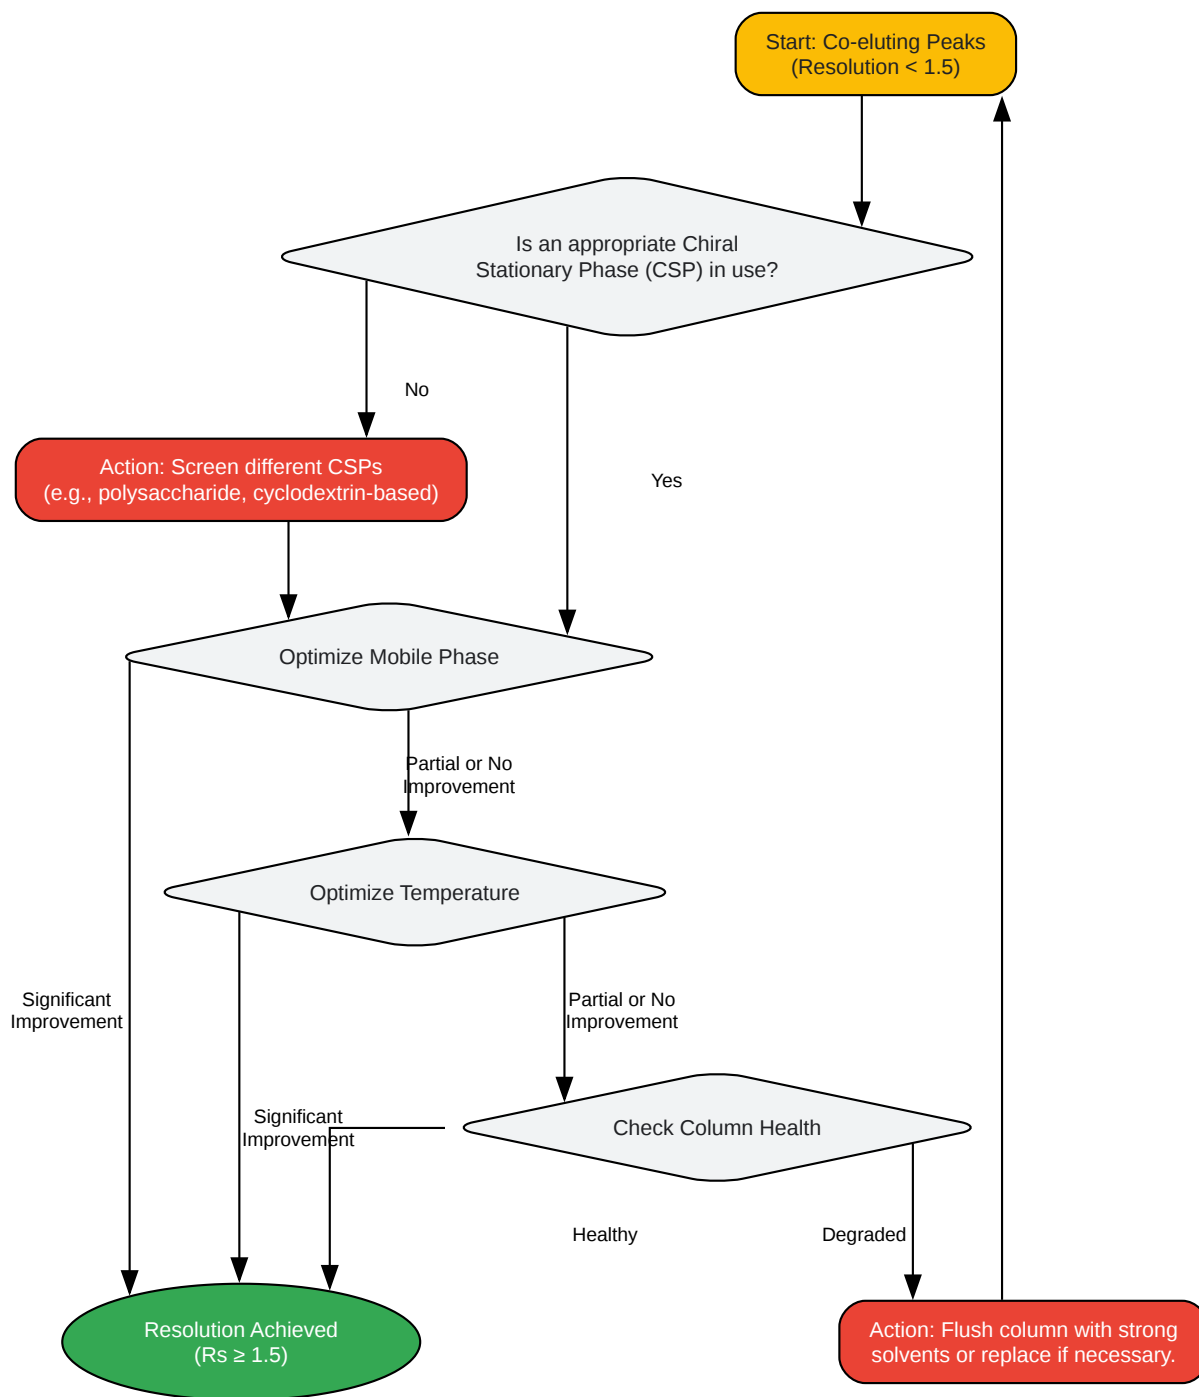 Start: Co-eluting Peaks
(Resolution < 1.5)
Is an appropriate Chiral
Stationary Phase (CSP) in use?
No
Action: Screen different CSPs
(e.g., polysaccharide, cyclodextrin-based)
Yes
Optimize Mobile Phase
Partial or No
Improvement
Optimize Temperature
Significant
Improvement
Partial or No
Improvement
Significant
Improvement
Check Column Health
Healthy
Degraded
Resolution Achieved
(Rs ≥ 1.5)
Action: Flush column with strong
solvents or replace if necessary.